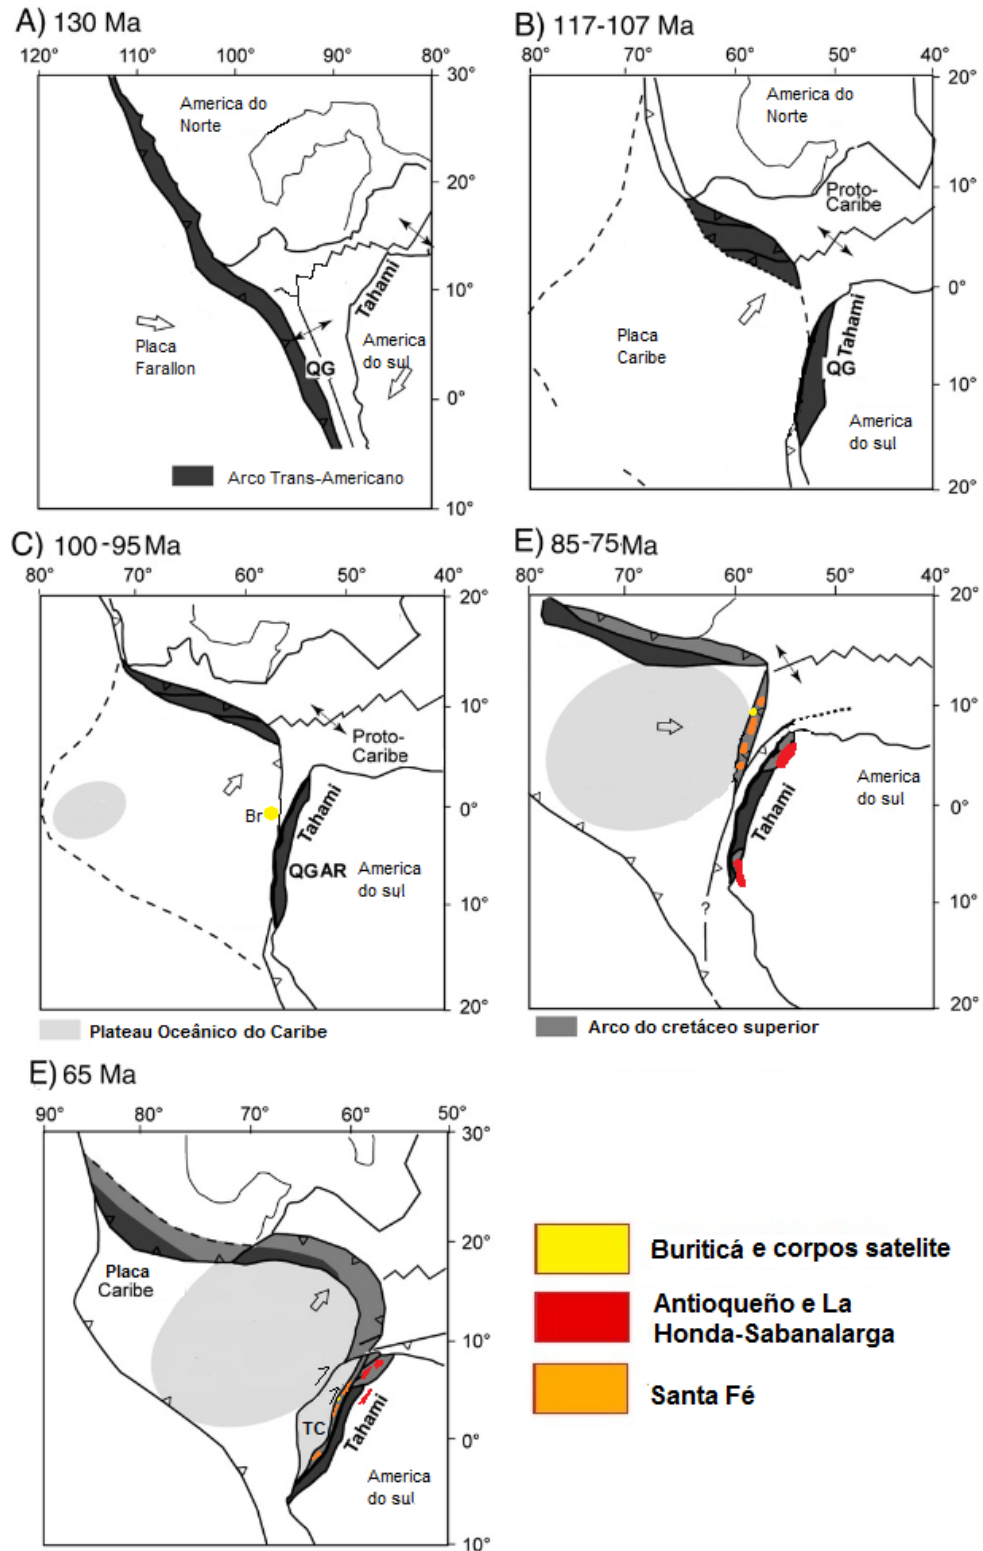 A) 130 Ma
120° 110° 100° 90° 80°
30°
20°
10°
0°
10°
America do
Norte
Tahami
America
do sul
Placa
Farallon
QG
Arco Trans-Americano
B) 117-107 Ma
80° 70° 60° 50° 40°
20°
10°
0°
10°
20°
America do
Norte
Proto-
Caribe
Placa
Caribe
Tahami
QG
America
do sul
C) 100-95 Ma
80° 70° 60° 50° 40°
20°
10°
0°
10°
20°
Proto-
Caribe
Br
Tahami
QGAR
America
do sul
Plateau Oceânico do Caribe
E) 85-75Ma
80° 70° 60° 50° 40°
20°
10°
0°
10°
20°
America
do sul
Tahami
?
Arco do cretáceo superior
E) 65 Ma
90° 80° 70° 60° 50°
30°
20°
10°
0°
10°
Placa
Caribe
TC
Tahami
America
do sul
Buriticá e corpos satelite
Antioqueño e La
Honda-Sabanalarga
Santa Fé